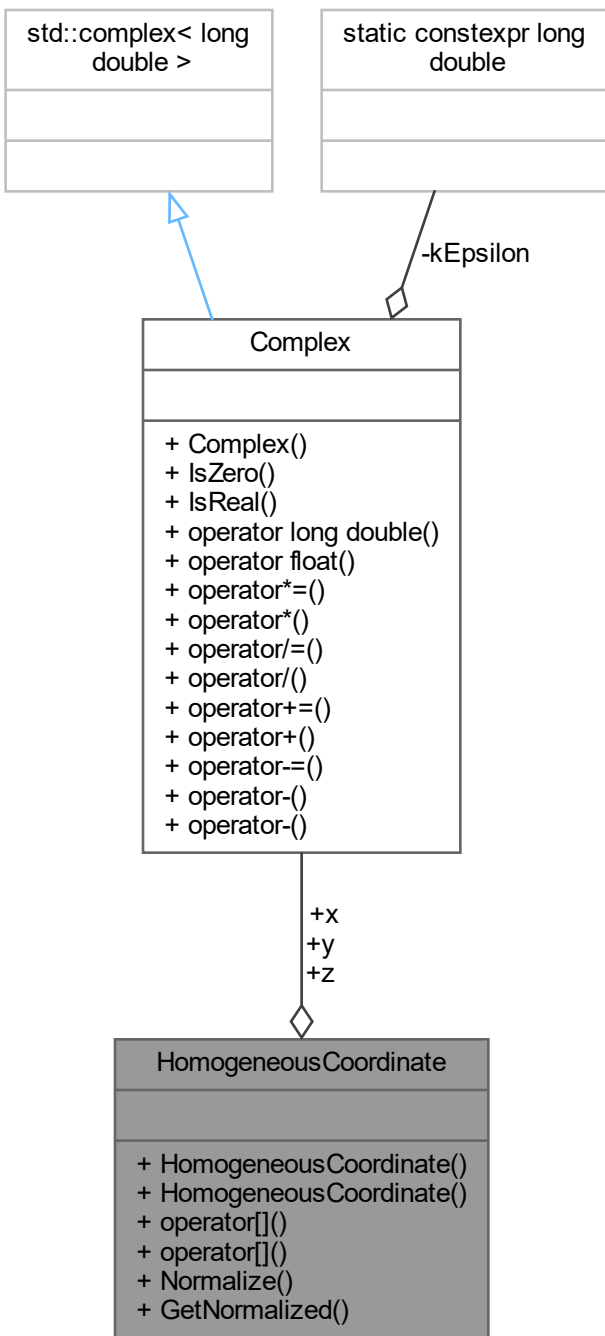 std::complex< long
double >
static constexpr long
double
-kEpsilon
Complex
+ Complex()
+ IsZero()
+ IsReal()
+ operator long double()
+ operator float()
+ operator*=()
+ operator*()
+ operator/=()
+ operator/()
+ operator+=()
+ operator+()
+ operator-=()
+ operator-()
+ operator-()
+x
+y
+z
HomogeneousCoordinate
+ HomogeneousCoordinate()
+ HomogeneousCoordinate()
+ operator[]()
+ operator[]()
+ Normalize()
+ GetNormalized()